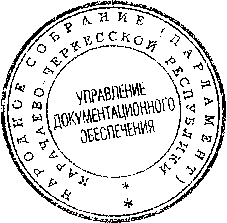 НАРОДНОЕ СОБРАНИЕ (ПАРЛАМЕНТ)
КАРАЧАЕВО-ЧЕРКЕССКОЙ РЕСПУБЛИКИ
УПРАВЛЕНИЕ
ДОКУМЕНТАЦИОННОГО
ОБЕСПЕЧЕНИЯ